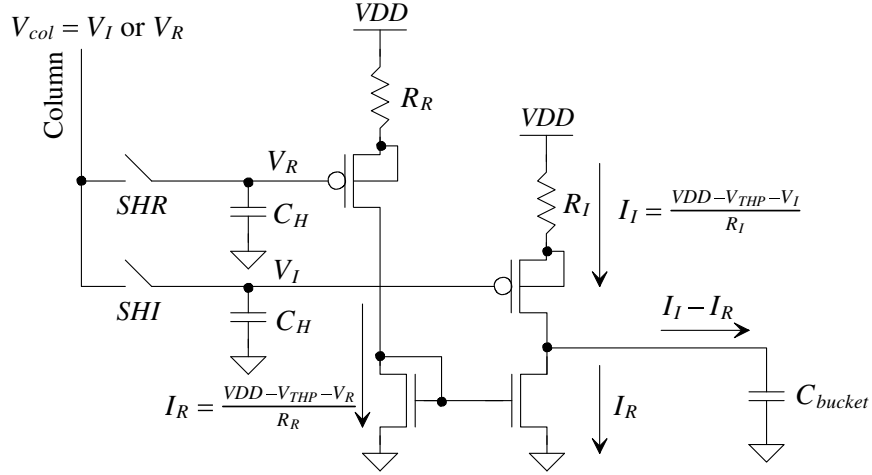 VDD
V_col = V_I or V_R
Column
R_R
VDD
V_R
SHR
C_H
R_I
I_I = (VDD−V_THP−V_I)/R_I
V_I
SHI
C_H
I_I − I_R
I_R = (VDD−V_THP−V_R)/R_R
I_R
C_bucket